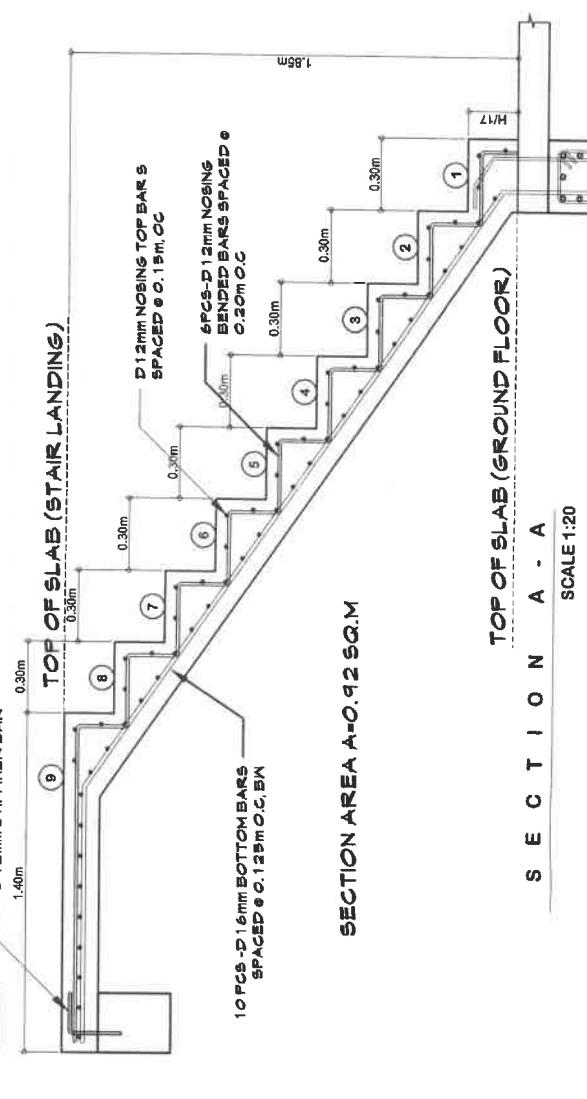 1.40m
0.30m
9
TOP OF SLAB (STAIR LANDING)
8
0.30m
7
0.30m
6
0.30m
5
0.30m
4
0.30m
3
0.30m
2
0.30m
1
H/17
1.85m
D12mm NOSING TOP BARS
SPACED @ 0.15m, OC
6PCS-D12mm NOSING
BENDED BARS SPACED @
0.20m O.C
10 PCS -D16mm BOTTOM BARS
SPACED @ 0.125m O.C, BW
SECTION AREA A=0.92 SQ.M
TOP OF SLAB (GROUND FLOOR)
SECTION A-A
SCALE 1:20